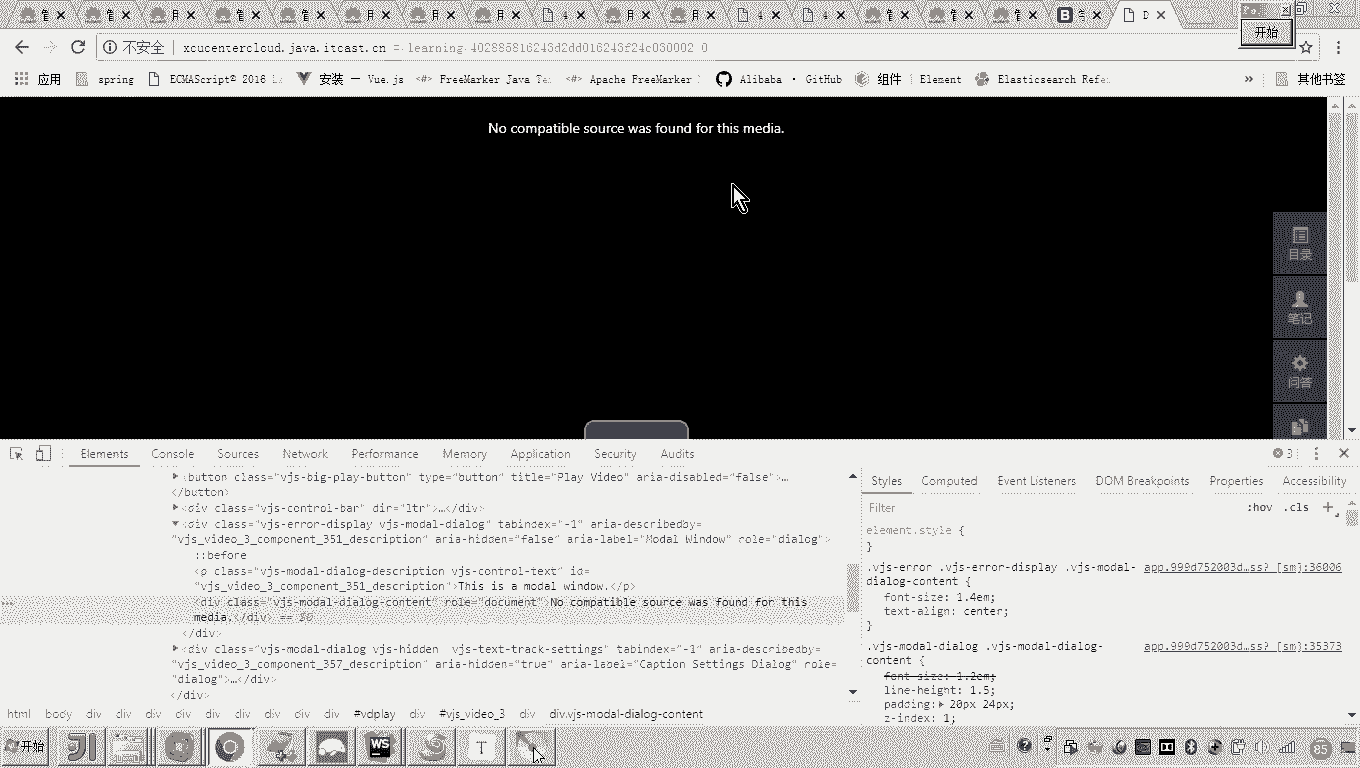 开始
不安全 | xcucentercloud.java.itcast.cn
应用 spring ECMAScript® 2016 安装 — Vue.js FreeMarker Java Te Apache FreeMarker Alibaba · GitHub 组件 | Element Elasticsearch Refe » 其他书签
No compatible source was found for this media.
目录
笔记
问答
Elements Console Sources Network Performance Memory Application Security Audits 3
<button class="vjs-big-play-button" type="button" title="Play Video" aria-disabled="false">…
</button>
<div class="vjs-control-bar" dir="ltr">…</div>
<div class="vjs-error-display vjs-modal-dialog" tabindex="-1" aria-describedby=
"vjs_video_3_component_351_description" aria-hidden="false" aria-label="Modal Window" role="dialog">
::before
<p class="vjs-modal-dialog-description vjs-control-text" id=
"vjs_video_3_component_351_description">This is a modal window.</p>
<div class="vjs-modal-dialog-content" role="document">No compatible source was found for this
media.</div> == $0
</div>
<div class="vjs-modal-dialog vjs-hidden  vjs-text-track-settings" tabindex="-1" aria-describedby=
"vjs_video_3_component_357_description" aria-hidden="true" aria-label="Caption Settings Dialog" role=
"dialog">…</div>
</div>
html body div div div div div div div div #vdplay div #vjs_video_3 div div.vjs-modal-dialog-content
Styles Computed Event Listeners DOM Breakpoints Properties Accessibility
Filter :hov .cls +
element.style {
}
.vjs-error .vjs-error-display .vjs-modal- app.999d752003d…ss? [sm]:36006
dialog-content {
font-size: 1.4em;
text-align: center;
}
.vjs-modal-dialog .vjs-modal-dialog- app.999d752003d…ss? [sm]:35373
content {
font-size: 1.2em;
line-height: 1.5;
padding: 20px 24px;
z-index: 1;
开始 WS T 85